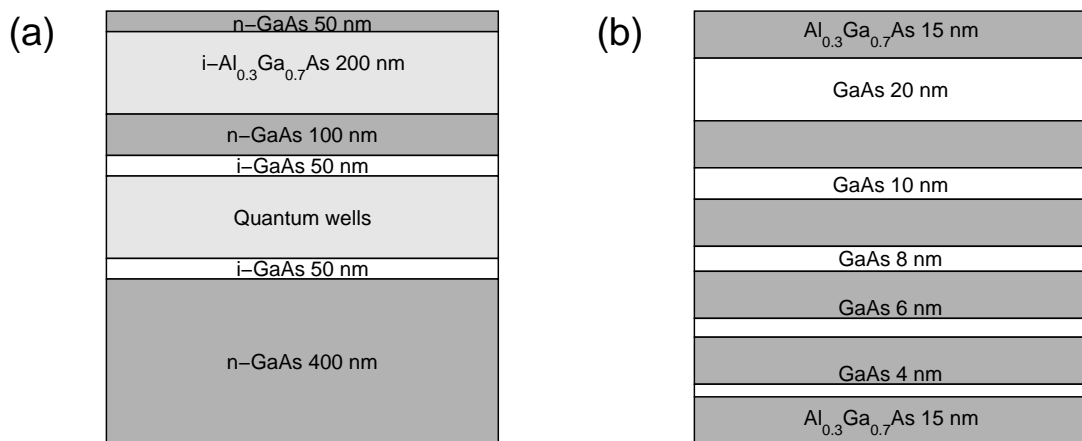 (a)
n−GaAs 50 nm
i−Al0.3Ga0.7As 200 nm
n−GaAs 100 nm
i−GaAs 50 nm
Quantum wells
i−GaAs 50 nm
n−GaAs 400 nm
(b)
Al0.3Ga0.7As 15 nm
GaAs 20 nm
GaAs 10 nm
GaAs 8 nm
GaAs 6 nm
GaAs 4 nm
Al0.3Ga0.7As 15 nm